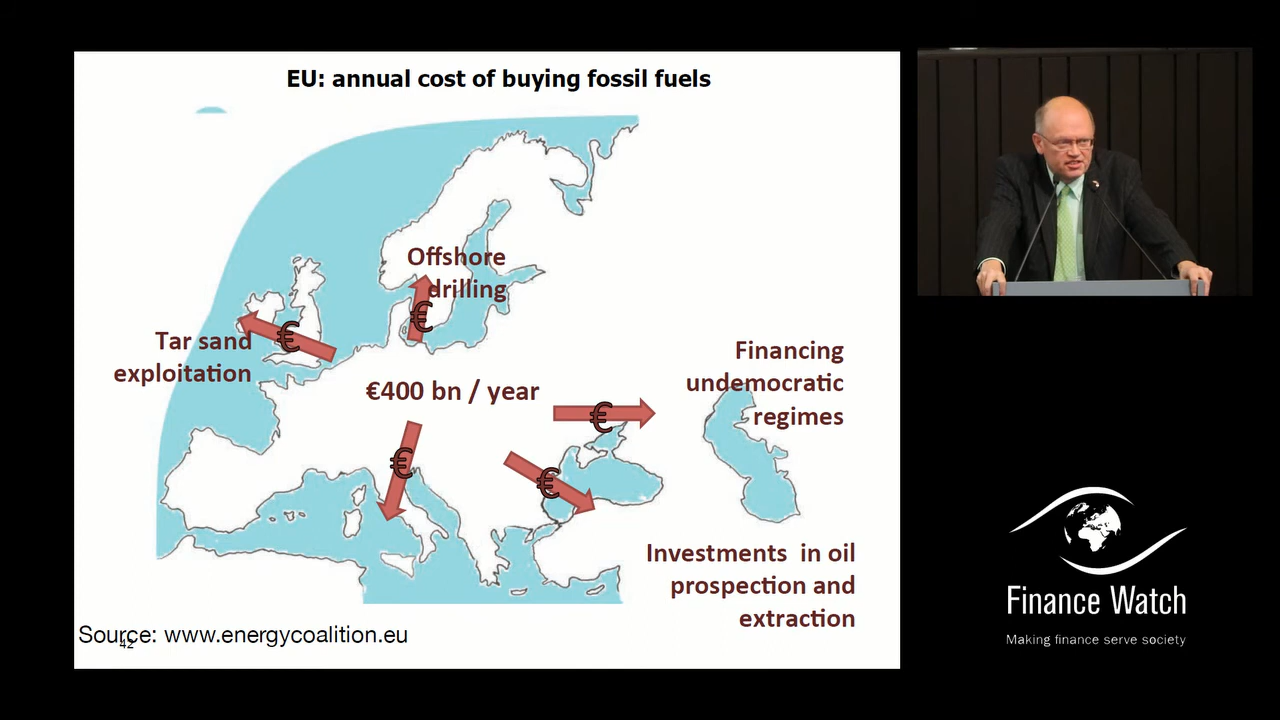 EU: annual cost of buying fossil fuels
Offshore
drilling
€
€
Tar sand
exploitation
Financing
undemocratic
regimes
€400 bn / year
€
€
€
Investments  in oil
prospection and
extraction
Source: www.energycoalition.eu
42
Finance Watch
Making finance serve society